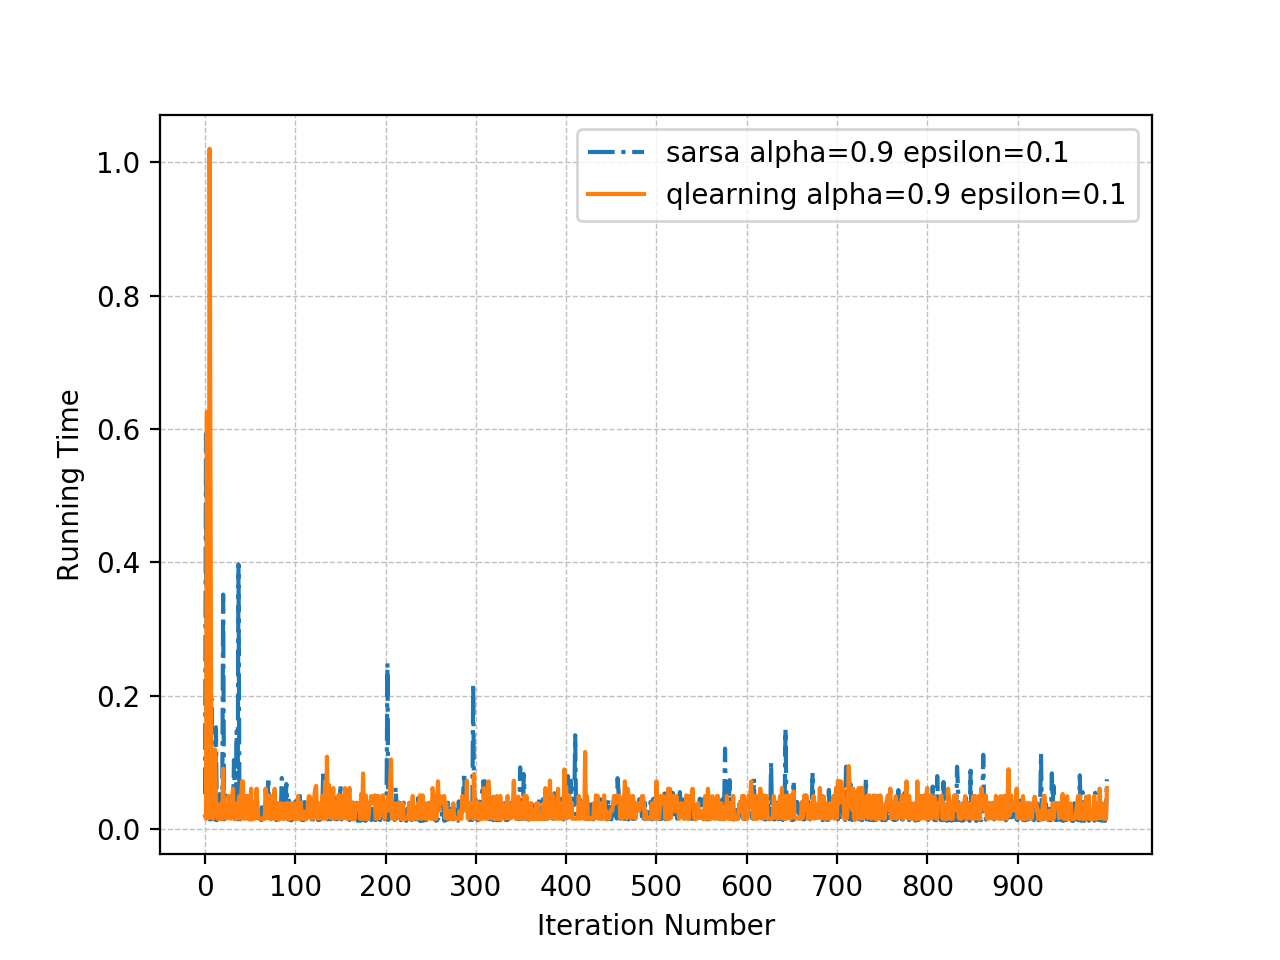 sarsa alpha=0.9 epsilon=0.1
qlearning alpha=0.9 epsilon=0.1
1.0
0.8
0.6
0.4
0.2
0.0
Running Time
0 100 200 300 400 500 600 700 800 900
Iteration Number